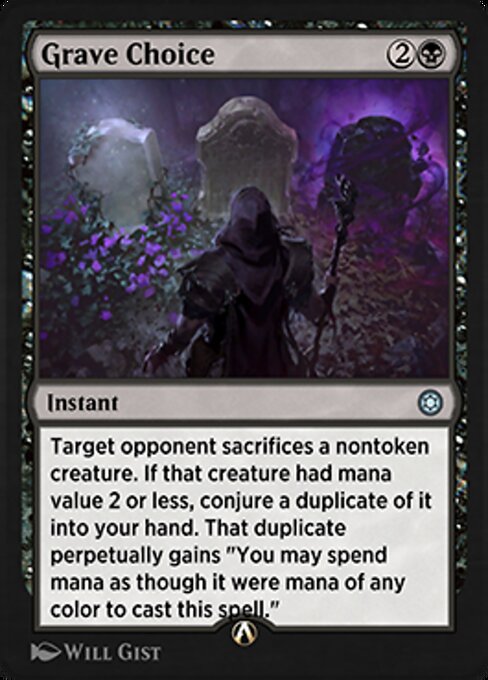 Grave Choice 2
Instant
Target opponent sacrifices a nontoken
creature. If that creature had mana
value 2 or less, conjure a duplicate of it
into your hand. That duplicate
perpetually gains "You may spend
mana as though it were mana of any
color to cast this spell."
WILL GIST